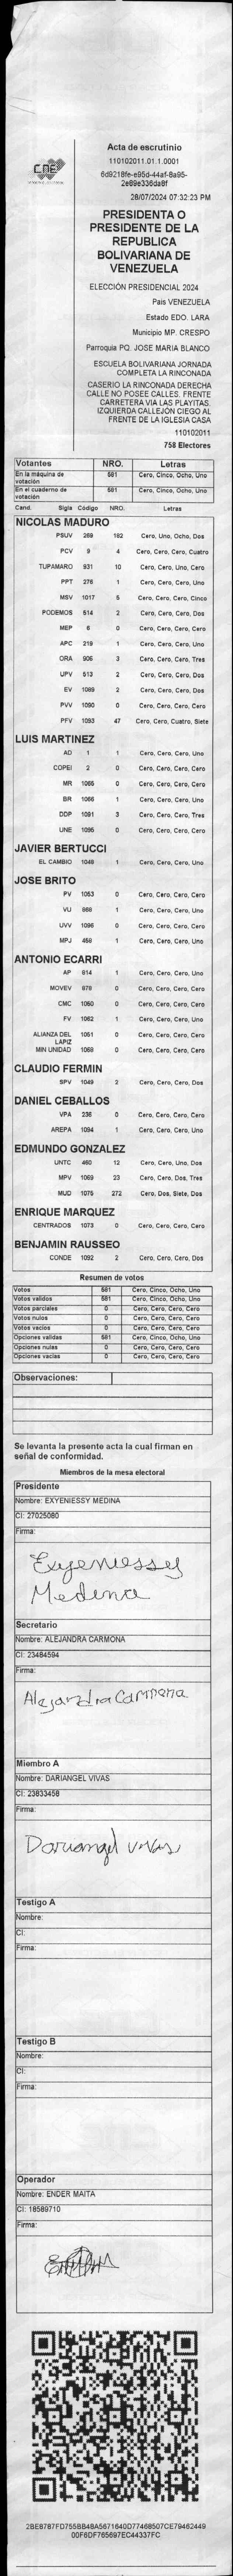 CNE
Acta de escrutinio
110102011.01.1.0001
6d9218fe-e95d-44af-8a95-
2e89e336da8f
28/07/2024 07:32:23 PM
PRESIDENTA O
PRESIDENTE DE LA
REPUBLICA
BOLIVARIANA DE
VENEZUELA
ELECCIÓN PRESIDENCIAL 2024
País VENEZUELA
Estado EDO. LARA
Municipio MP. CRESPO
Parroquia PQ. JOSE MARIA BLANCO
ESCUELA BOLIVARIANA JORNADA
COMPLETA LA RINCONADA
CASERIO LA RINCONADA DERECHA
CALLE NO POSEE CALLES. FRENTE
CARRETERA VIA LAS PLAYITAS.
IZQUIERDA CALLEJÓN CIEGO AL
FRENTE DE LA IGLESIA CASA
110102011
758 Electores
Votantes NRO. Letras
En la máquina de votación 581 Cero, Cinco, Ocho, Uno
En el cuaderno de votación 581 Cero, Cinco, Ocho, Uno
Cand. Sigla Código NRO. Letras
NICOLAS MADURO
PSUV 269 182 Cero, Uno, Ocho, Dos
PCV 9 4 Cero, Cero, Cero, Cuatro
TUPAMARO 931 10 Cero, Cero, Uno, Cero
PPT 276 1 Cero, Cero, Cero, Uno
MSV 1017 5 Cero, Cero, Cero, Cinco
PODEMOS 514 2 Cero, Cero, Cero, Dos
MEP 6 0 Cero, Cero, Cero, Cero
APC 219 1 Cero, Cero, Cero, Uno
ORA 906 3 Cero, Cero, Cero, Tres
UPV 513 2 Cero, Cero, Cero, Dos
EV 1089 2 Cero, Cero, Cero, Dos
PVV 1090 0 Cero, Cero, Cero, Cero
PFV 1093 47 Cero, Cero, Cuatro, Siete
LUIS MARTINEZ
AD 1 1 Cero, Cero, Cero, Uno
COPEI 2 0 Cero, Cero, Cero, Cero
MR 1065 0 Cero, Cero, Cero, Cero
BR 1066 1 Cero, Cero, Cero, Uno
DDP 1091 3 Cero, Cero, Cero, Tres
UNE 1095 0 Cero, Cero, Cero, Cero
JAVIER BERTUCCI
EL CAMBIO 1048 1 Cero, Cero, Cero, Uno
JOSE BRITO
PV 1053 0 Cero, Cero, Cero, Cero
VU 868 1 Cero, Cero, Cero, Uno
UVV 1096 0 Cero, Cero, Cero, Cero
MPJ 458 1 Cero, Cero, Cero, Uno
ANTONIO ECARRI
AP 814 1 Cero, Cero, Cero, Uno
MOVEV 878 0 Cero, Cero, Cero, Cero
CMC 1050 0 Cero, Cero, Cero, Cero
FV 1062 1 Cero, Cero, Cero, Uno
ALIANZA DEL LAPIZ 1051 0 Cero, Cero, Cero, Cero
MIN UNIDAD 1068 0 Cero, Cero, Cero, Cero
CLAUDIO FERMIN
SPV 1049 2 Cero, Cero, Cero, Dos
DANIEL CEBALLOS
VPA 236 0 Cero, Cero, Cero, Cero
AREPA 1094 1 Cero, Cero, Cero, Uno
EDMUNDO GONZALEZ
UNTC 460 12 Cero, Cero, Uno, Dos
MPV 1069 23 Cero, Cero, Dos, Tres
MUD 1075 272 Cero, Dos, Siete, Dos
ENRIQUE MARQUEZ
CENTRADOS 1073 0 Cero, Cero, Cero, Cero
BENJAMIN RAUSSEO
CONDE 1092 2 Cero, Cero, Cero, Dos
Resumen de votos
Votos 581 Cero, Cinco, Ocho, Uno
Votos validos 581 Cero, Cinco, Ocho, Uno
Votos parciales 0 Cero, Cero, Cero, Cero
Votos nulos 0 Cero, Cero, Cero, Cero
Votos vacios 0 Cero, Cero, Cero, Cero
Opciones validas 581 Cero, Cinco, Ocho, Uno
Opciones nulas 0 Cero, Cero, Cero, Cero
Opciones vacias 0 Cero, Cero, Cero, Cero
Observaciones:
Se levanta la presente acta la cual firman en
señal de conformidad.
Miembros de la mesa electoral
Presidente
Nombre: EXYENIESSY MEDINA
CI: 27025080
Firma:
Exyeniessy
Medina
Secretario
Nombre: ALEJANDRA CARMONA
CI: 23484594
Firma:
Alejandra Carmona
Miembro A
Nombre: DARIANGEL VIVAS
CI: 23833458
Firma:
Dariangel vivas
Testigo A
Nombre:
CI:
Firma:
Testigo B
Nombre:
CI:
Firma:
Operador
Nombre: ENDER MAITA
CI: 18589710
Firma:
2BE8787FD755BB48A5671640D77468507CE79462449
00F6DF765697EC44337FC